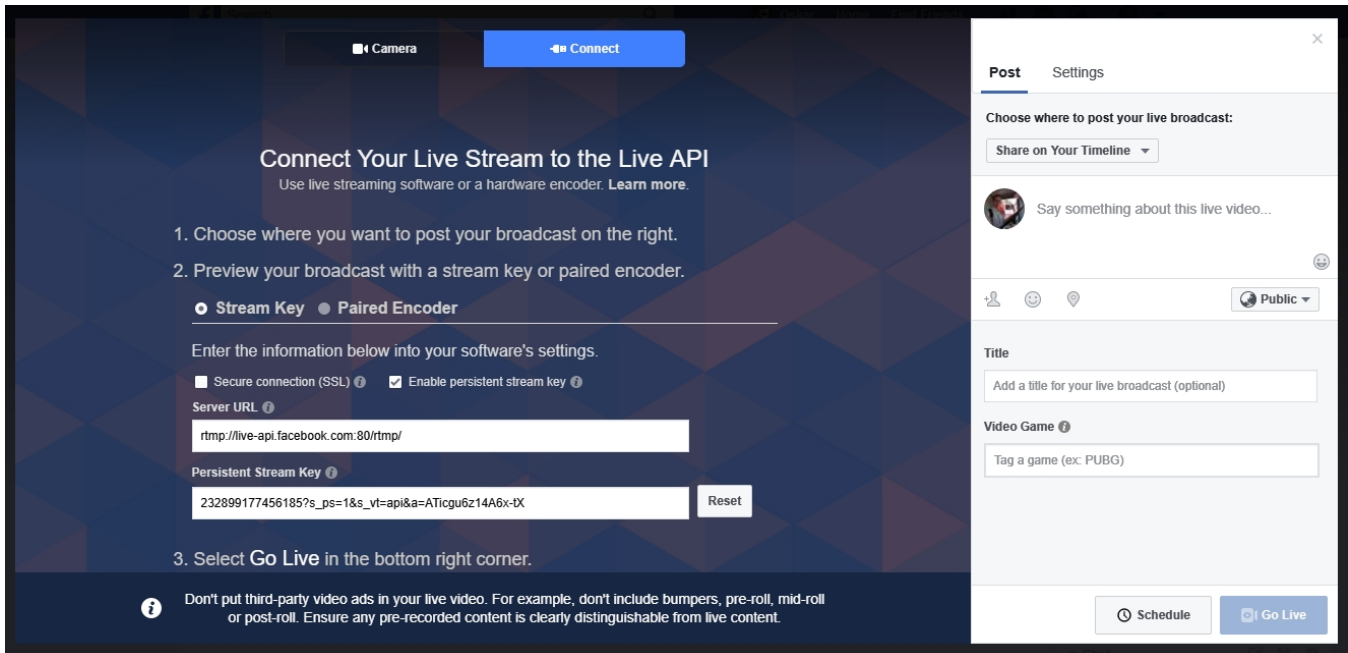 Camera
Connect
Connect Your Live Stream to the Live API
Use live streaming software or a hardware encoder. Learn more.
1. Choose where you want to post your broadcast on the right.
2. Preview your broadcast with a stream key or paired encoder.
Stream Key Paired Encoder
Enter the information below into your software's settings.
Secure connection (SSL) Enable persistent stream key
Server URL
rtmp://live-api.facebook.com:80/rtmp/
Persistent Stream Key
232899177456185?s_ps=1&s_vt=api&a=ATicgu6z14A6x-tX
Reset
3. Select Go Live in the bottom right corner.
Don't put third-party video ads in your live video. For example, don't include bumpers, pre-roll, mid-roll
or post-roll. Ensure any pre-recorded content is clearly distinguishable from live content.
Post Settings
Choose where to post your live broadcast:
Share on Your Timeline
Say something about this live video...
Public
Title
Add a title for your live broadcast (optional)
Video Game
Tag a game (ex: PUBG)
Schedule
Go Live